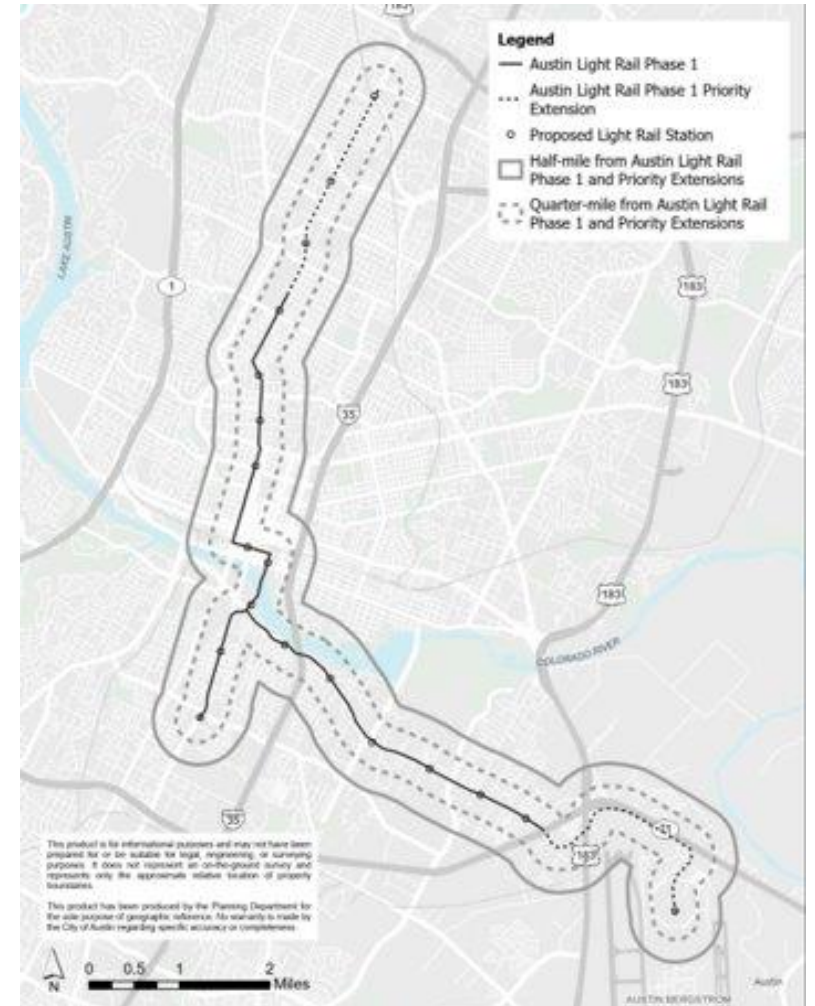 183
Legend
Austin Light Rail Phase 1
Austin Light Rail Phase 1 Priority
Extension
Proposed Light Rail Station
Half-mile from Austin Light Rail
Phase 1 and Priority Extensions
Quarter-mile from Austin Light Rail
Phase 1 and Priority Extensions
LAKE AUSTIN
1
183
183
35
183
COLORADO RIVER
35
71
183
This product is for informational purposes and may not have been
prepared for or be suitable for legal, engineering, or surveying
purposes. It does not represent an on-the-ground survey and
represents only the approximate relative location of property
boundaries.
This product has been produced by the Planning Department for
the sole purpose of geographic reference. No warranty is made by
the City of Austin regarding specific accuracy or completeness.
N
0 0.5 1 2
Miles
Austin
AUSTIN BERGSTROM